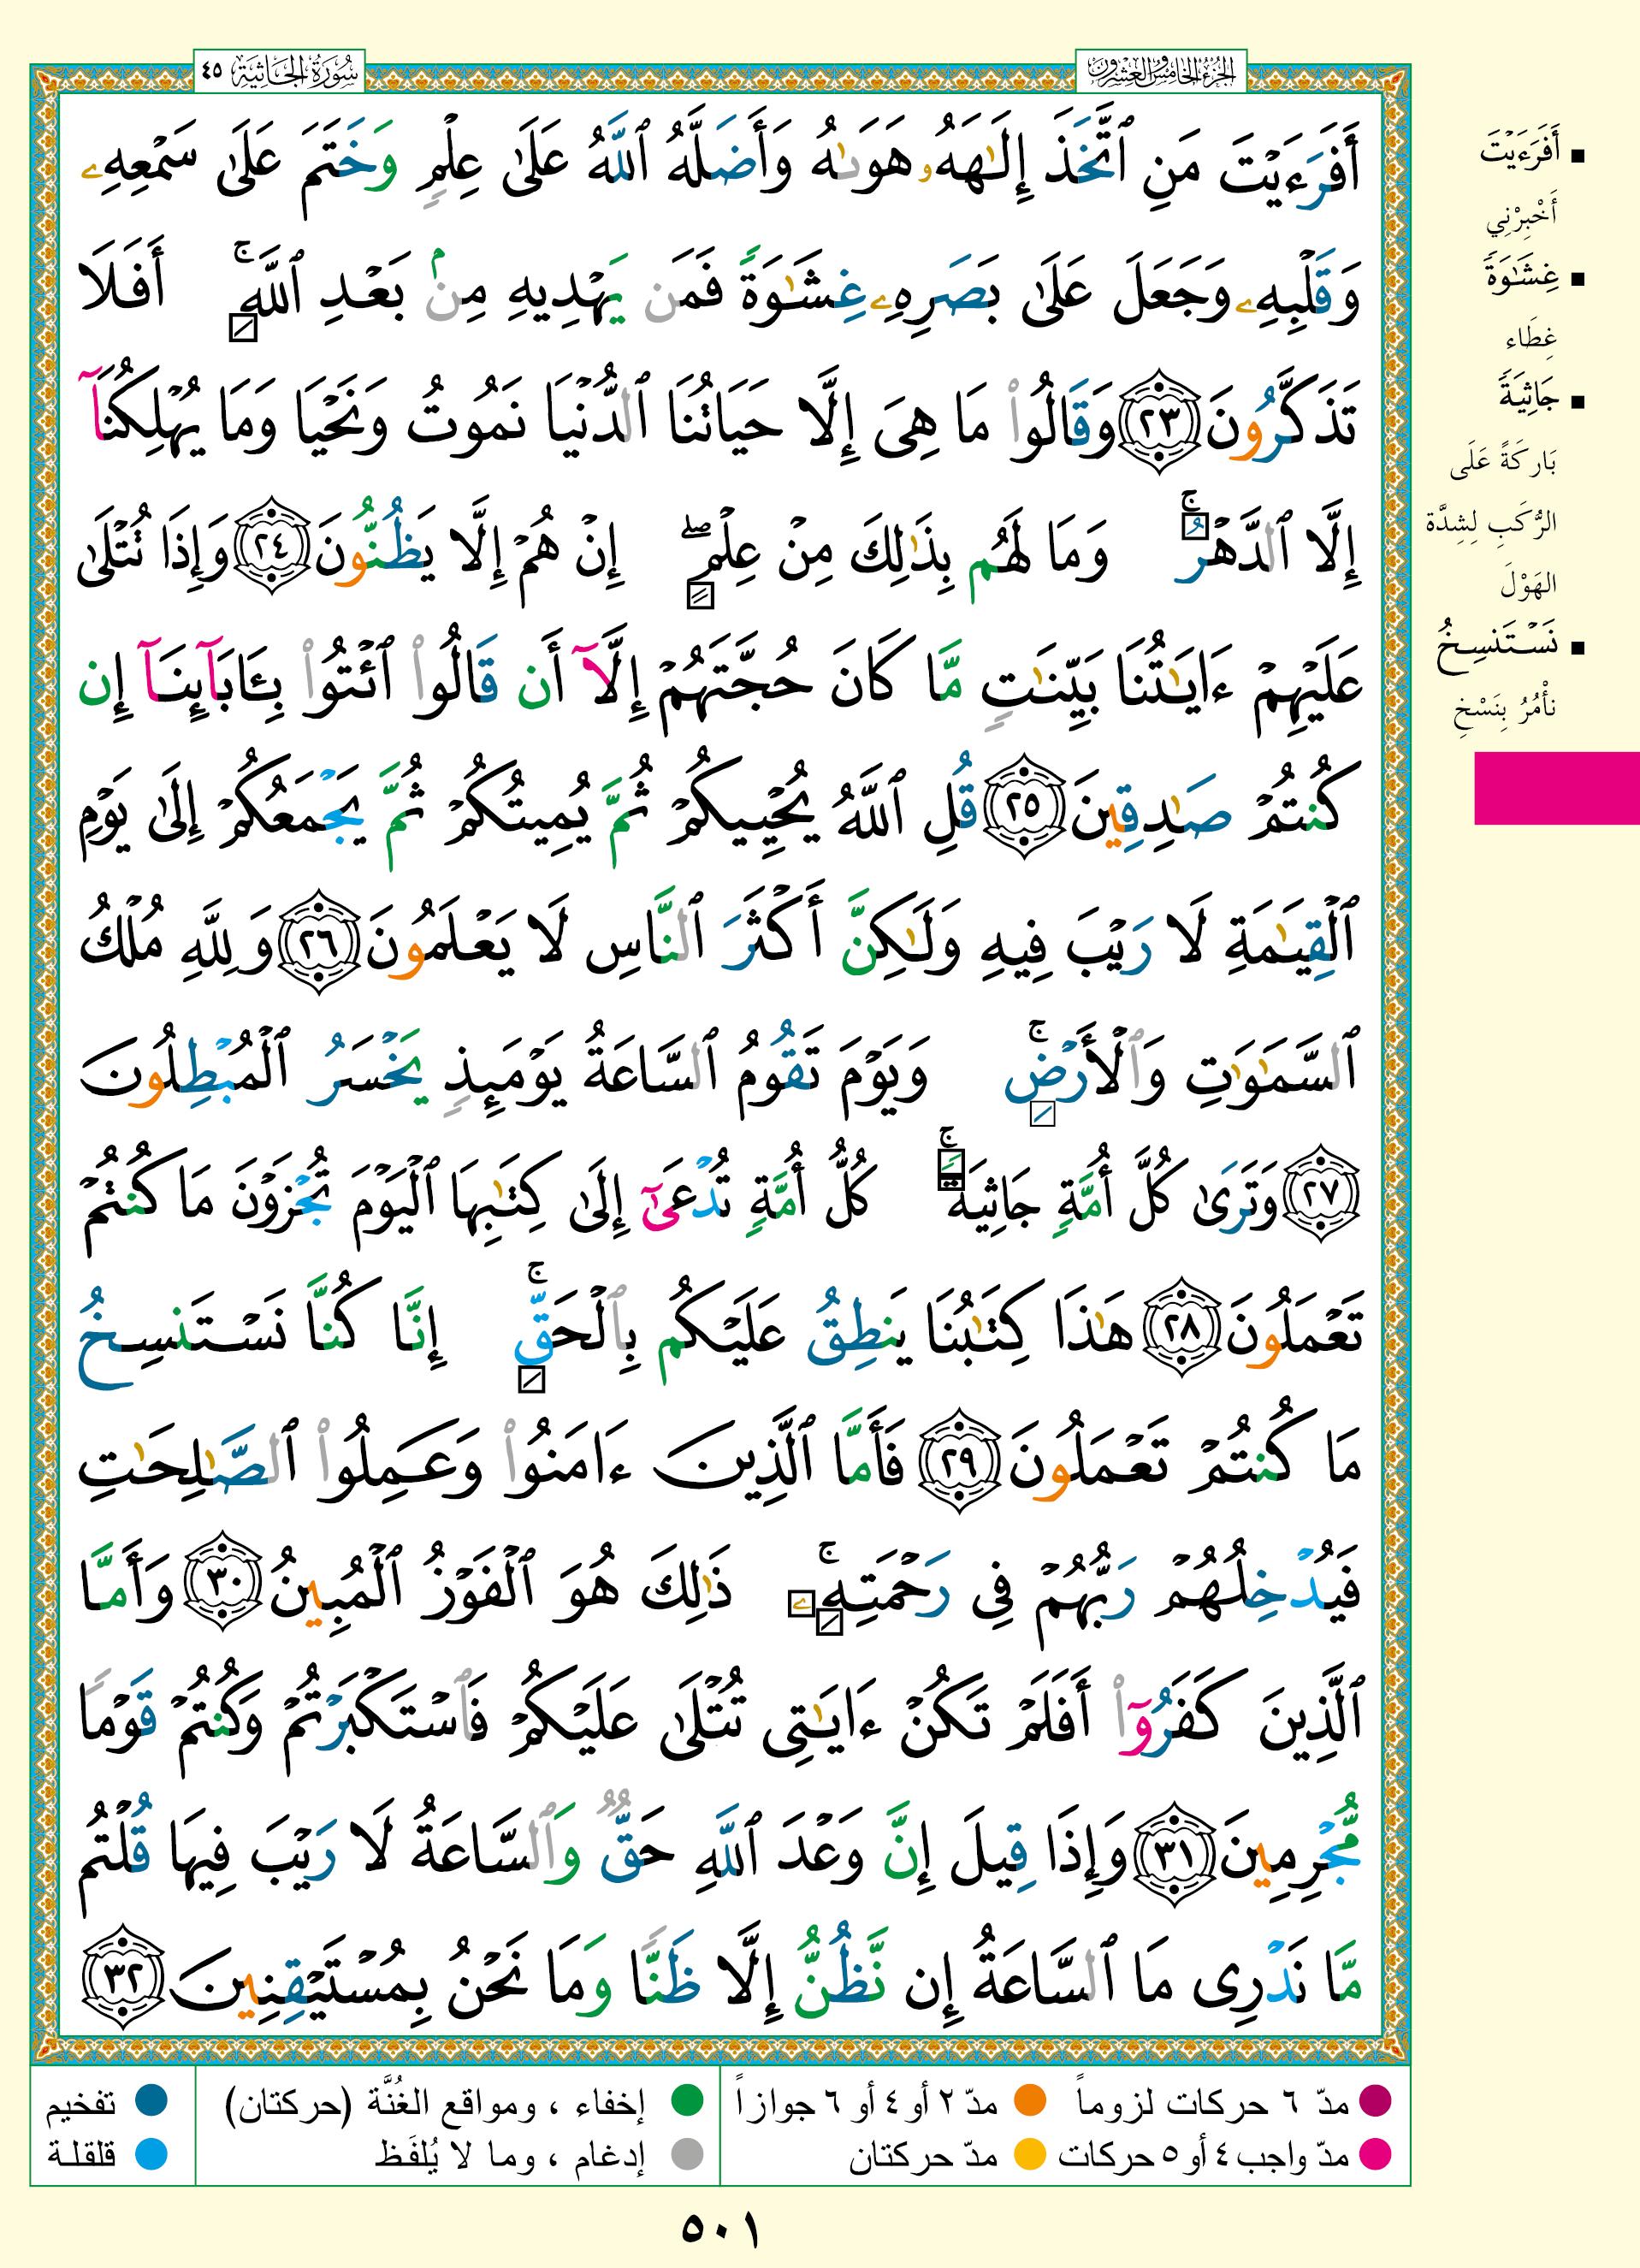 الجزء الخامس والعشرون
سورة الجاثية ٤٥
أَفَرَءَيْتَ مَنِ ٱتَّخَذَ إِلَـٰهَهُۥ هَوَىٰهُ وَأَضَلَّهُ ٱللَّهُ عَلَىٰ عِلْمٍ وَخَتَمَ عَلَىٰ سَمْعِهِۦ
وَقَلْبِهِۦ وَجَعَلَ عَلَىٰ بَصَرِهِۦ غِشَـٰوَةً فَمَن يَهْدِيهِ مِنۢ بَعْدِ ٱللَّهِ ۚ أَفَلَا
تَذَكَّرُونَ ٢٣ وَقَالُوا۟ مَا هِىَ إِلَّا حَيَاتُنَا ٱلدُّنْيَا نَمُوتُ وَنَحْيَا وَمَا يُهْلِكُنَآ
إِلَّا ٱلدَّهْرُ ۚ وَمَا لَهُم بِذَٰلِكَ مِنْ عِلْمٍ ۖ إِنْ هُمْ إِلَّا يَظُنُّونَ ٢٤ وَإِذَا تُتْلَىٰ
عَلَيْهِمْ ءَايَـٰتُنَا بَيِّنَـٰتٍ مَّا كَانَ حُجَّتَهُمْ إِلَّآ أَن قَالُوا۟ ٱئْتُوا۟ بِـَٔابَآئِنَآ إِن
كُنتُمْ صَـٰدِقِينَ ٢٥ قُلِ ٱللَّهُ يُحْيِيكُمْ ثُمَّ يُمِيتُكُمْ ثُمَّ يَجْمَعُكُمْ إِلَىٰ يَوْمِ
ٱلْقِيَـٰمَةِ لَا رَيْبَ فِيهِ وَلَـٰكِنَّ أَكْثَرَ ٱلنَّاسِ لَا يَعْلَمُونَ ٢٦ وَلِلَّهِ مُلْكُ
ٱلسَّمَـٰوَٰتِ وَٱلْأَرْضِ ۚ وَيَوْمَ تَقُومُ ٱلسَّاعَةُ يَوْمَئِذٍ يَخْسَرُ ٱلْمُبْطِلُونَ
٢٧ وَتَرَىٰ كُلَّ أُمَّةٍ جَاثِيَةً ۚ كُلُّ أُمَّةٍ تُدْعَىٰٓ إِلَىٰ كِتَـٰبِهَا ٱلْيَوْمَ تُجْزَوْنَ مَا كُنتُمْ
تَعْمَلُونَ ٢٨ هَـٰذَا كِتَـٰبُنَا يَنطِقُ عَلَيْكُم بِٱلْحَقِّ ۚ إِنَّا كُنَّا نَسْتَنسِخُ
مَا كُنتُمْ تَعْمَلُونَ ٢٩ فَأَمَّا ٱلَّذِينَ ءَامَنُوا۟ وَعَمِلُوا۟ ٱلصَّـٰلِحَـٰتِ
فَيُدْخِلُهُمْ رَبُّهُمْ فِى رَحْمَتِهِۦ ۚ ذَٰلِكَ هُوَ ٱلْفَوْزُ ٱلْمُبِينُ ٣٠ وَأَمَّا
ٱلَّذِينَ كَفَرُوٓا۟ أَفَلَمْ تَكُنْ ءَايَـٰتِى تُتْلَىٰ عَلَيْكُمْ فَٱسْتَكْبَرْتُمْ وَكُنتُمْ قَوْمًا
مُّجْرِمِينَ ٣١ وَإِذَا قِيلَ إِنَّ وَعْدَ ٱللَّهِ حَقٌّ وَٱلسَّاعَةُ لَا رَيْبَ فِيهَا قُلْتُم
مَّا نَدْرِى مَا ٱلسَّاعَةُ إِن نَّظُنُّ إِلَّا ظَنًّا وَمَا نَحْنُ بِمُسْتَيْقِنِينَ ٣٢
▪ أَفَرَءَيْتَ
أَخْبِرْنِي
▪ غِشَـٰوَةً
غِطَاء
▪ جَاثِيَةً
بَارِكَةً عَلَى
الرُّكَبِ لِشِدَّة
الهَوْلَ
▪ نَسْتَنسِخُ
نَأْمُرُ بِنَسْخِ
مدّ ٦ حركات لزوماً
مدّ ٢ أو ٤ أو ٦ جوازاً
إخفاء ، ومواقع الغُنَّة (حركتان)
تفخيم
مدّ واجب ٤ أو ٥ حركات
مدّ حركتان
إدغام ، وما لا يُلفَظ
قلقلة
٥٠١